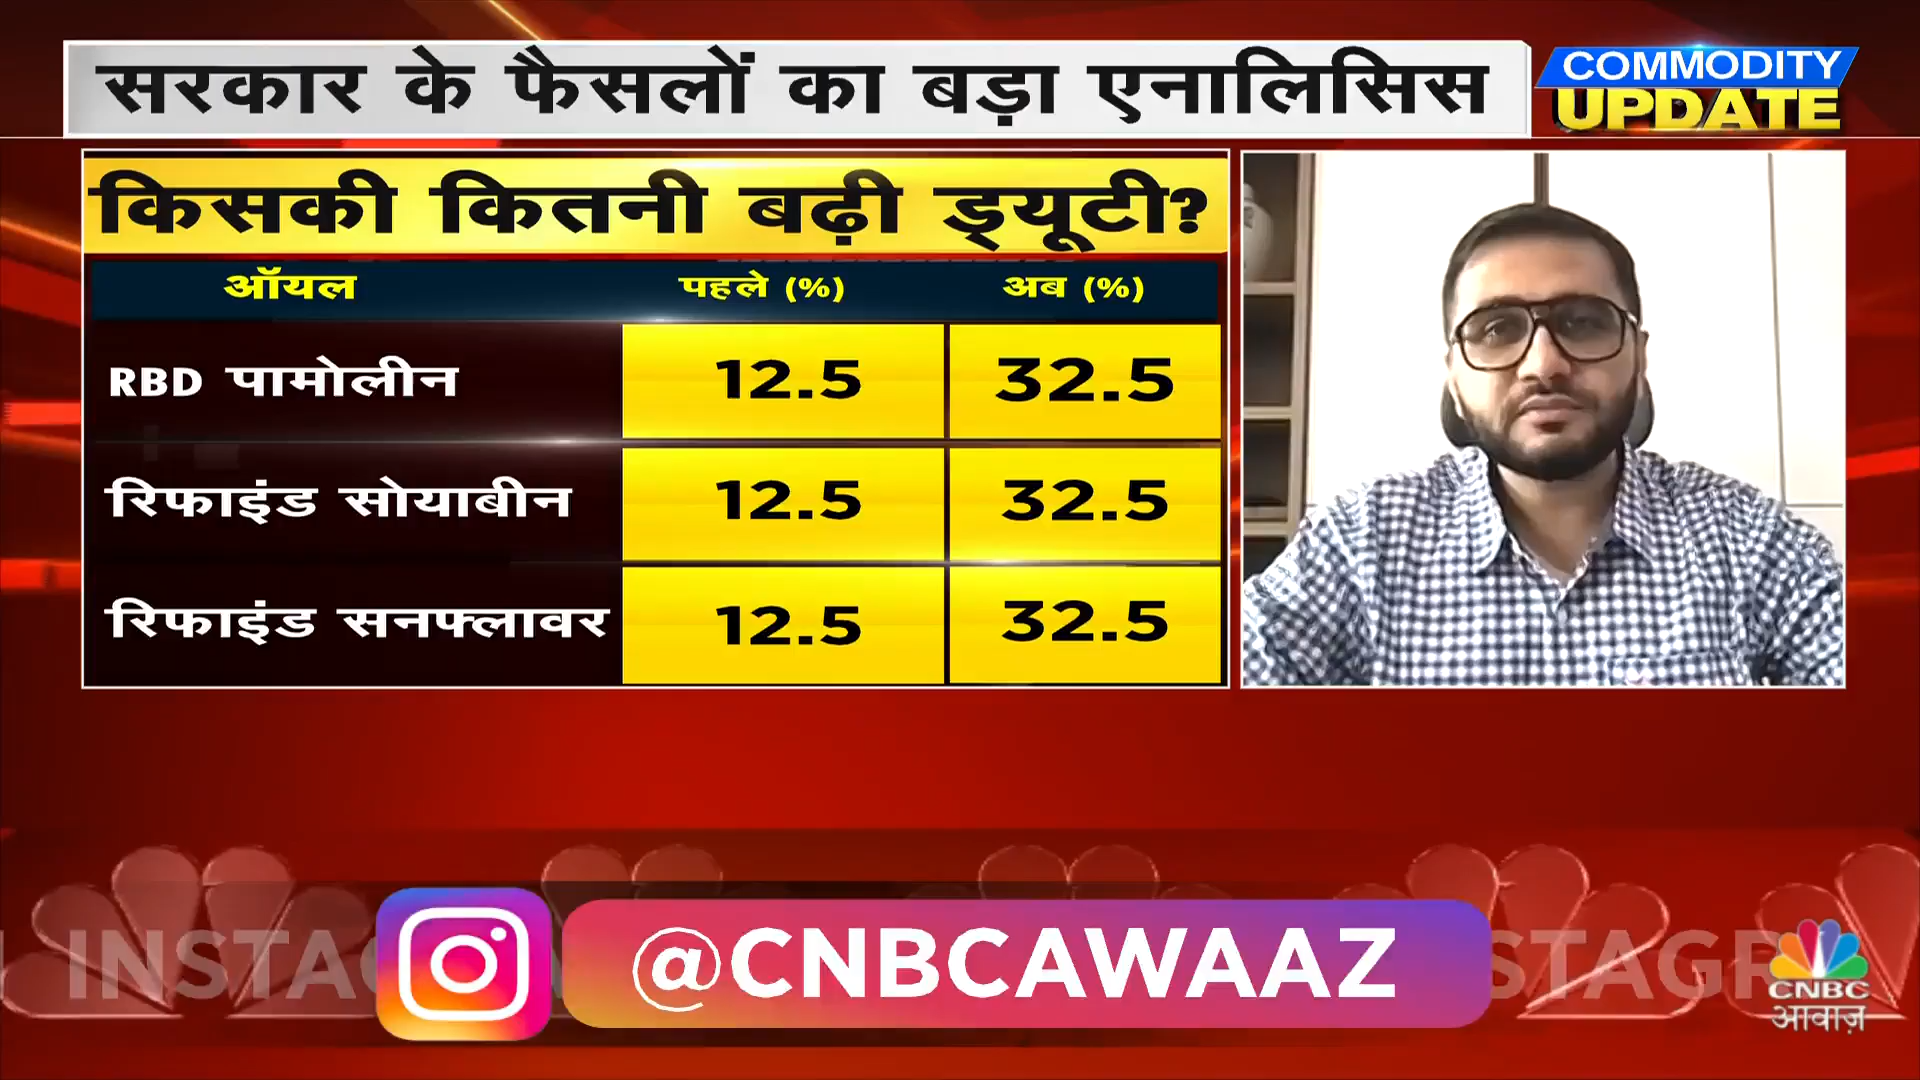 सरकार के फैसलों का बड़ा एनालिसिस
COMMODITY
UPDATE
किसकी कितनी बढ़ी ड्यूटी?
ऑयल पहले (%) अब (%)
RBD पामोलीन 12.5 32.5
रिफाइंड सोयाबीन 12.5 32.5
रिफाइंड सनफ्लावर 12.5 32.5
@CNBCAWAAZ
CNBC
आवाज़